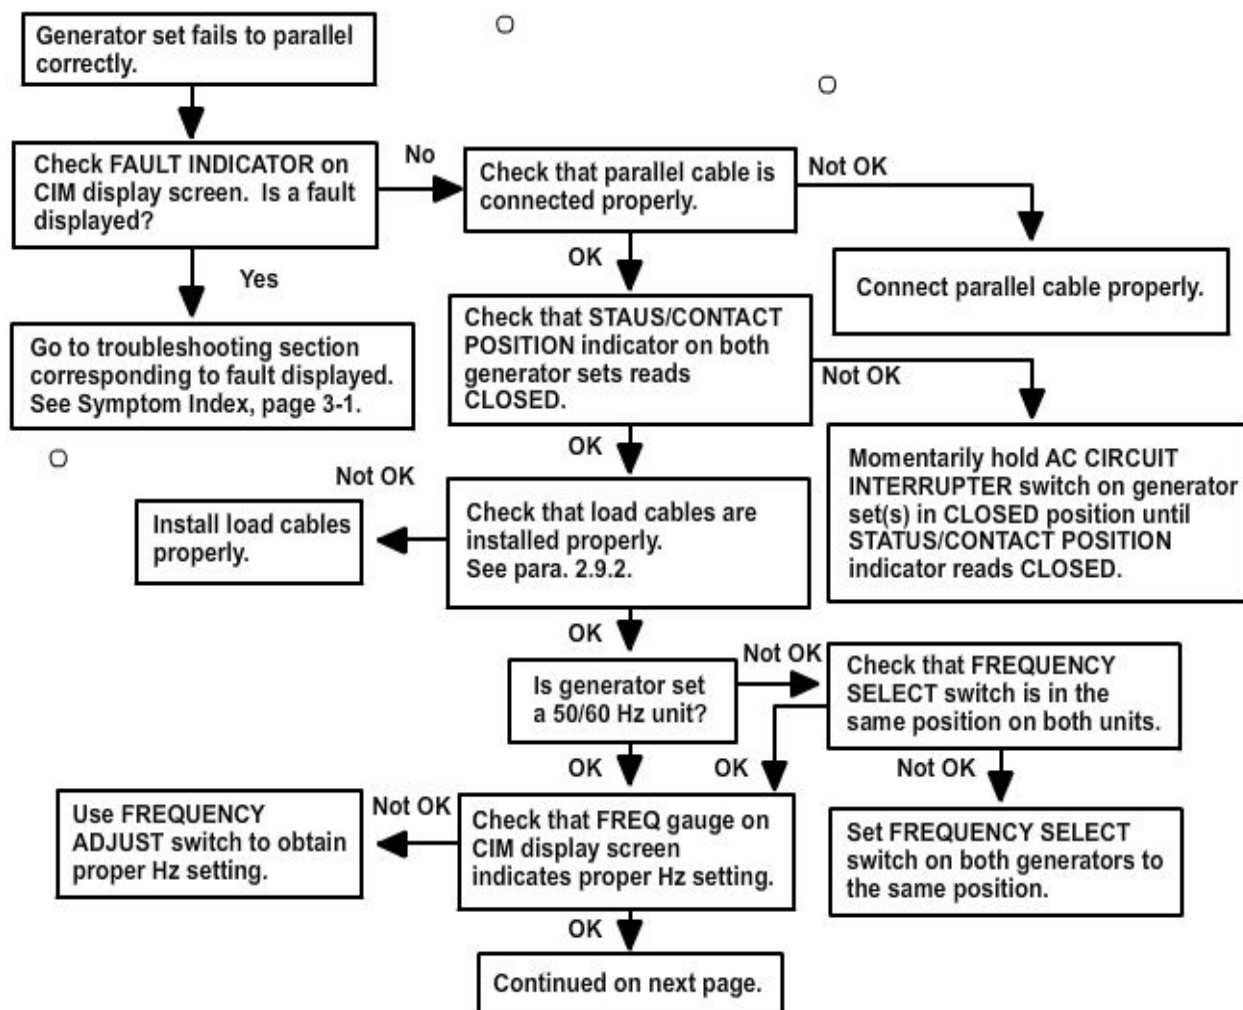 Generator set fails to parallel
correctly.
Check FAULT INDICATOR on
CIM display screen.  Is a fault
displayed?
No
Check that parallel cable is
connected properly.
Not OK
Connect parallel cable properly.
Yes
OK
Go to troubleshooting section
corresponding to fault displayed.
See Symptom Index, page 3-1.
Check that STAUS/CONTACT
POSITION indicator on both
generator sets reads
CLOSED.
Not OK
Momentarily hold AC CIRCUIT
INTERRUPTER switch on generator
set(s) in CLOSED position until
STATUS/CONTACT POSITION
indicator reads CLOSED.
OK
Check that load cables are
installed properly.
See para. 2.9.2.
Not OK
Install load cables
properly.
OK
Is generator set
a 50/60 Hz unit?
Not OK
Check that FREQUENCY
SELECT switch is in the
same position on both units.
OK
OK
Not OK
Set FREQUENCY SELECT
switch on both generators to
the same position.
Check that FREQ gauge on
CIM display screen
indicates proper Hz setting.
Not OK
Use FREQUENCY
ADJUST switch to obtain
proper Hz setting.
OK
Continued on next page.